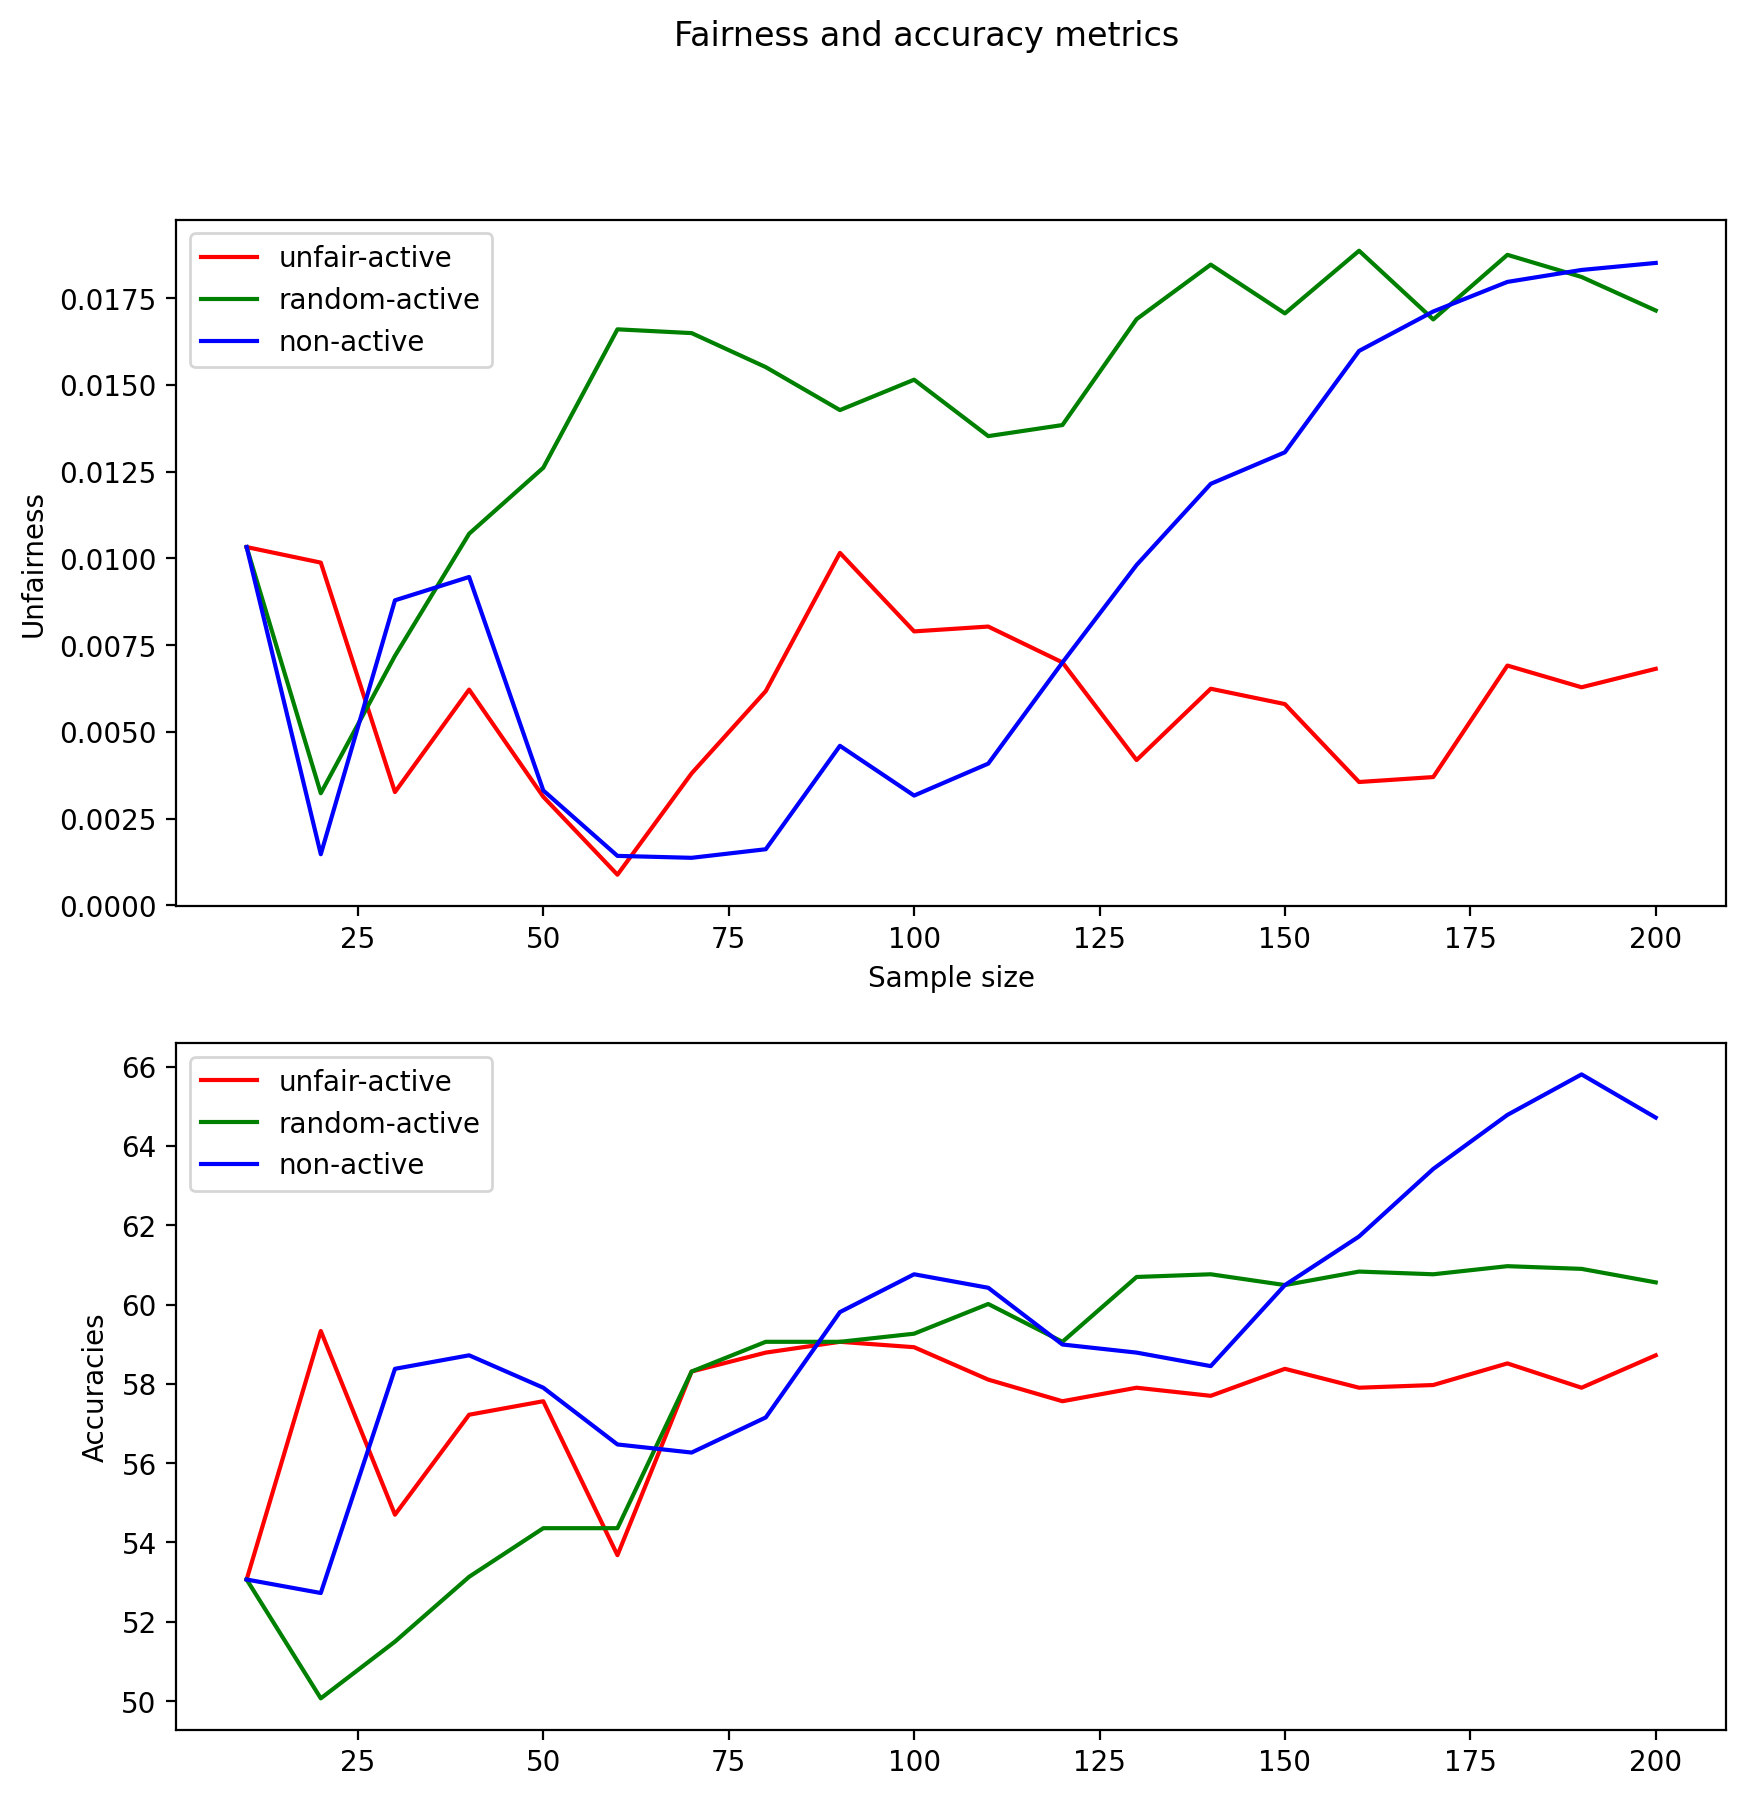 Fairness and accuracy metrics
unfair-active
random-active
non-active
0.0175
0.0150
0.0125
0.0100
0.0075
0.0050
0.0025
0.0000
Unfairness
25 50 75 100 125 150 175 200
Sample size
unfair-active
random-active
non-active
66
64
62
60
58
56
54
52
50
Accuracies
25 50 75 100 125 150 175 200